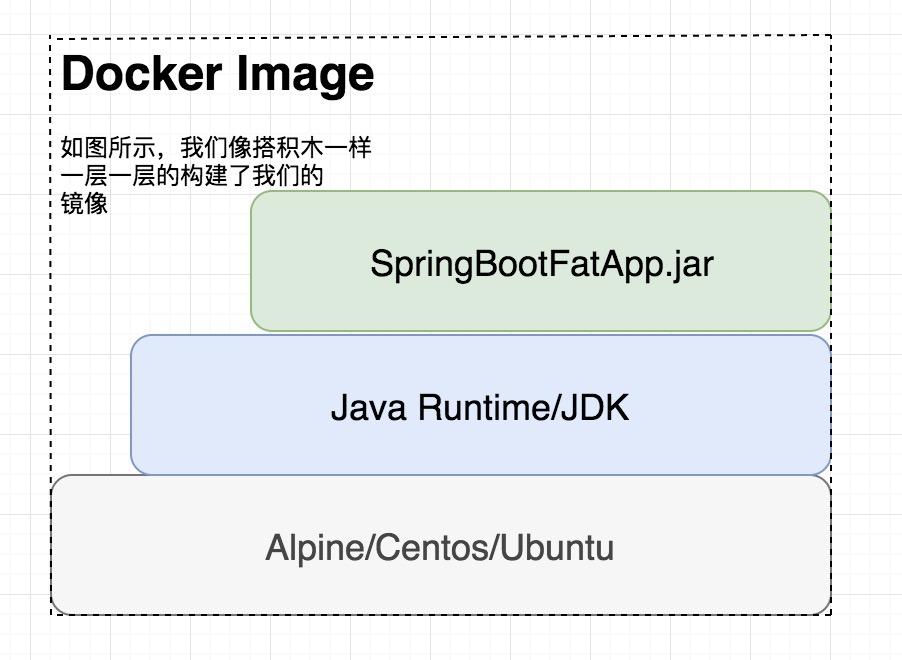 Docker Image
如图所示，我们像搭积木一样
一层一层的构建了我们的
镜像
SpringBootFatApp.jar
Java Runtime/JDK
Alpine/Centos/Ubuntu